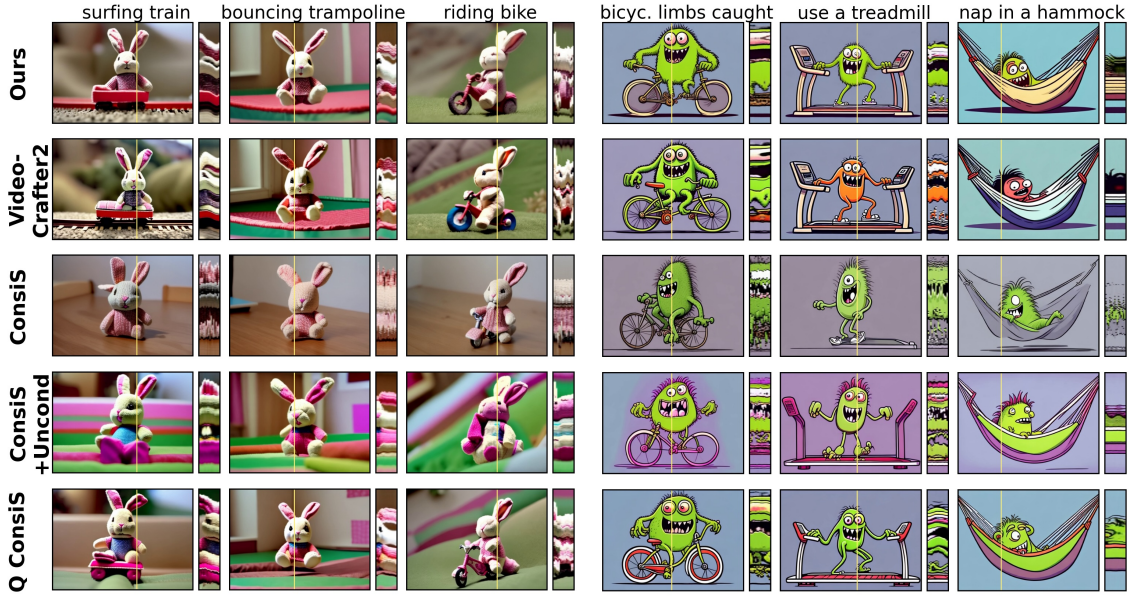 surfing train
bouncing trampoline
riding bike
bicyc. limbs caught
use a treadmill
nap in a hammock
Ours
Video-
Crafter2
ConsiS
ConsiS
+Uncond
Q ConsiS